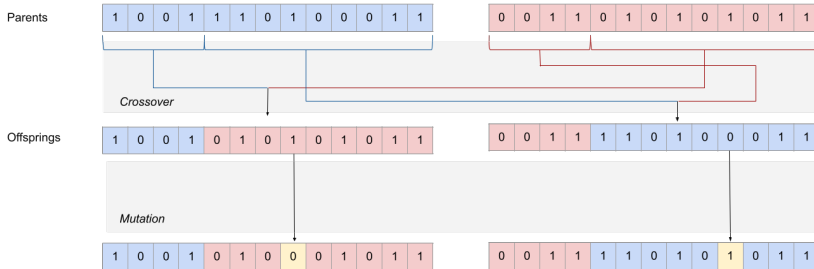 Parents 1 0 0 1 1 1 0 1 0 0 0 1 1 0 0 1 1 0 1 0 1 0 1 0 1 1
Crossover
Offsprings 1 0 0 1 0 1 0 1 0 1 0 1 1 0 0 1 1 1 1 0 1 0 0 0 1 1
Mutation
1 0 0 1 0 1 0 0 0 1 0 1 1 0 0 1 1 1 1 0 1 0 1 0 1 1